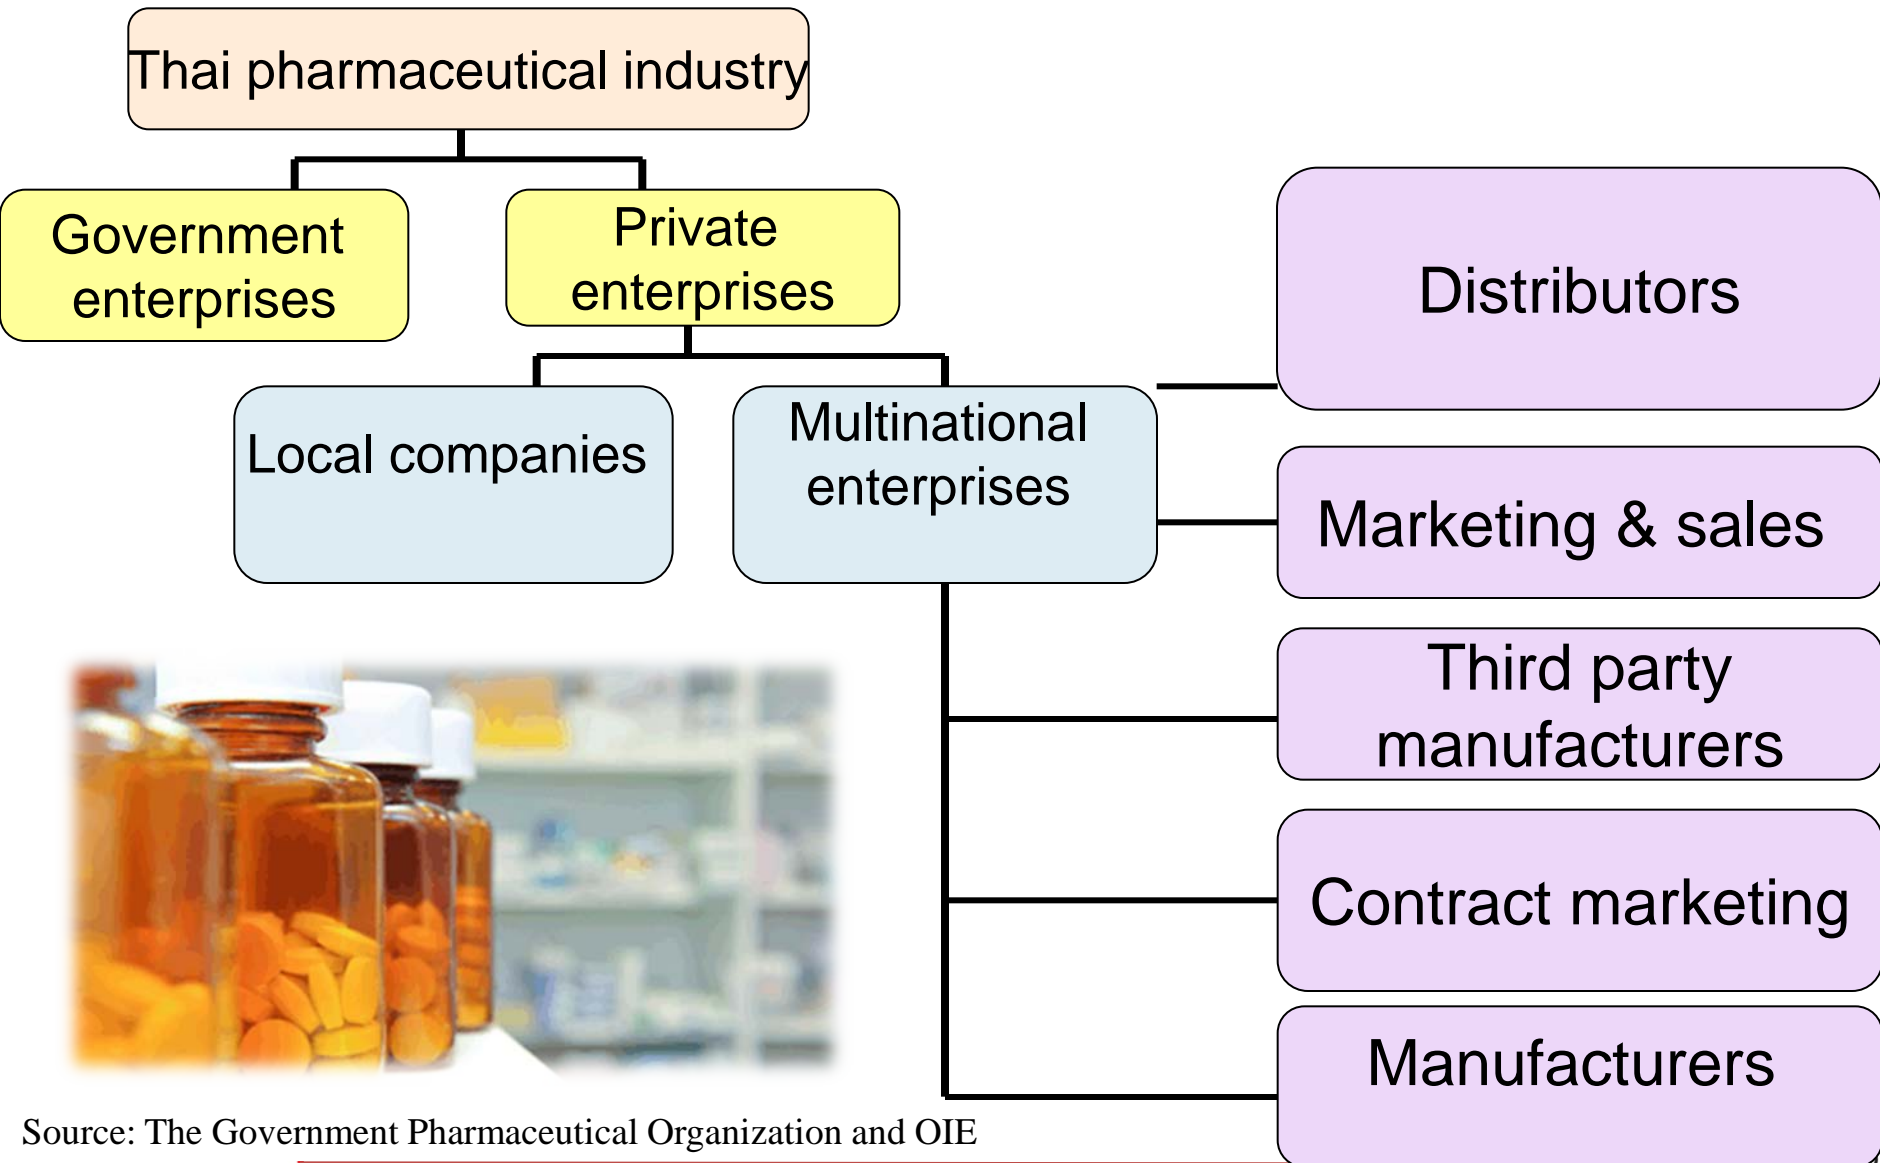 Thai pharmaceutical industry
Government
enterprises
Private
enterprises
Local companies
Multinational
enterprises
Distributors
Marketing & sales
Third party
manufacturers
Contract marketing
Manufacturers
Source: The Government Pharmaceutical Organization and OIE